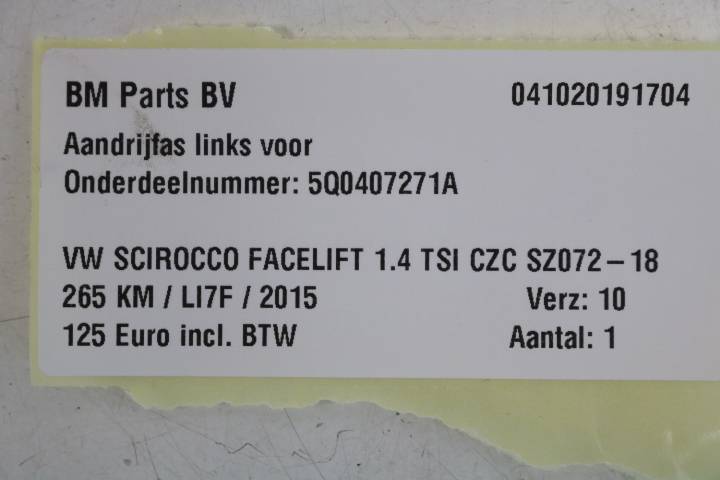 BM Parts BV 041020191704
Aandrijfas links voor
Onderdeelnummer: 5Q0407271A
VW SCIROCCO FACELIFT 1.4 TSI CZC SZ072-18
265 KM / LI7F / 2015 Verz: 10
125 Euro incl. BTW Aantal: 1